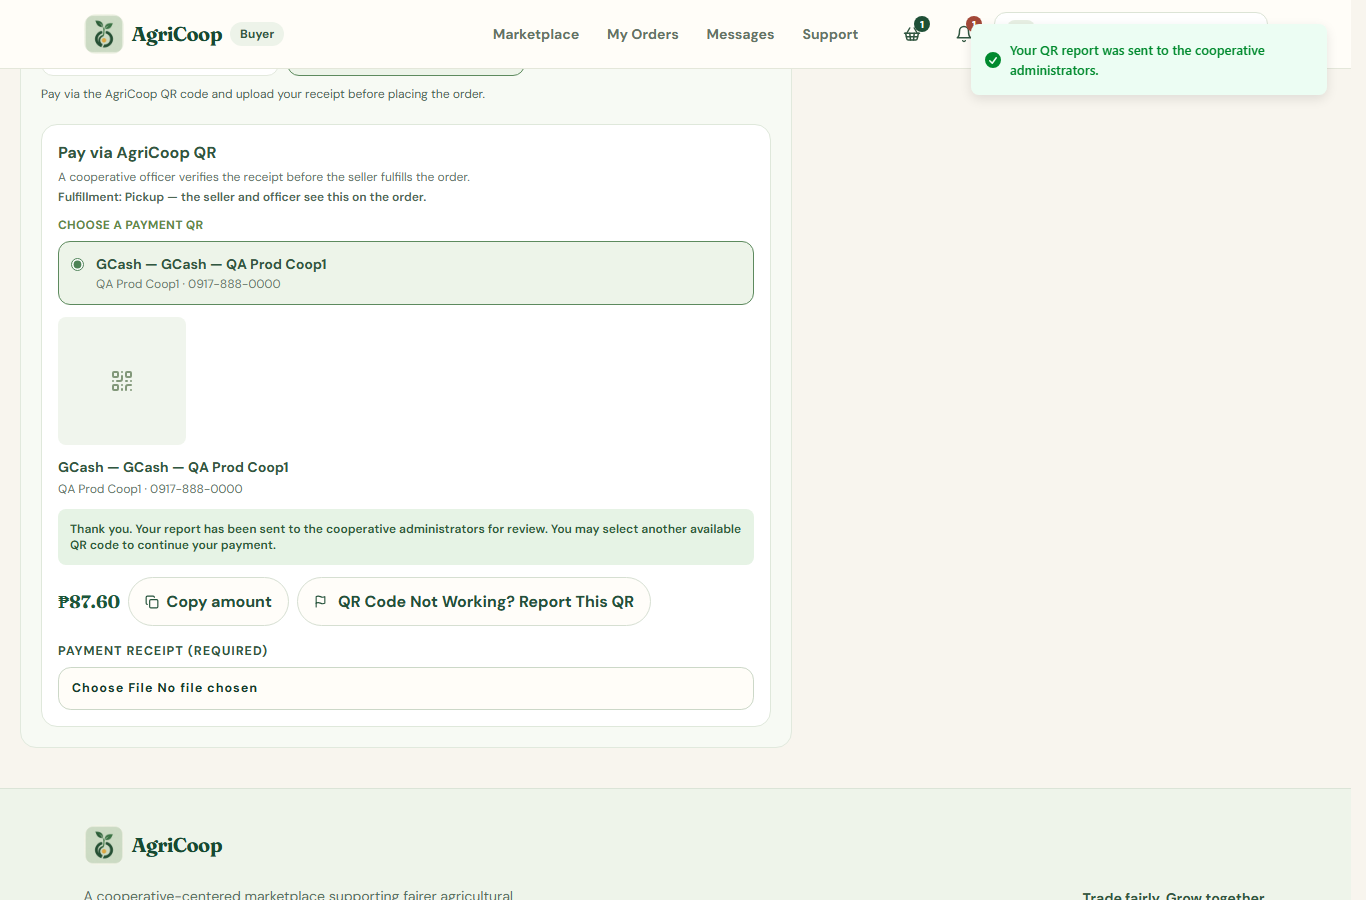 AgriCoop Buyer Marketplace My Orders Messages Support 1
Your QR report was sent to the cooperative
administrators.
Pay via the AgriCoop QR code and upload your receipt before placing the order.
Pay via AgriCoop QR
A cooperative officer verifies the receipt before the seller fulfills the order.
Fulfillment: Pickup — the seller and officer see this on the order.
CHOOSE A PAYMENT QR
GCash — GCash — QA Prod Coop1
QA Prod Coop1 · 0917-888-0000
GCash — GCash — QA Prod Coop1
QA Prod Coop1 · 0917-888-0000
Thank you. Your report has been sent to the cooperative administrators for review. You may select another available
QR code to continue your payment.
₱87.60 Copy amount QR Code Not Working? Report This QR
PAYMENT RECEIPT (REQUIRED)
Choose File No file chosen
AgriCoop
A cooperative-centered marketplace supporting fairer agricultural
Trade fairly. Grow together